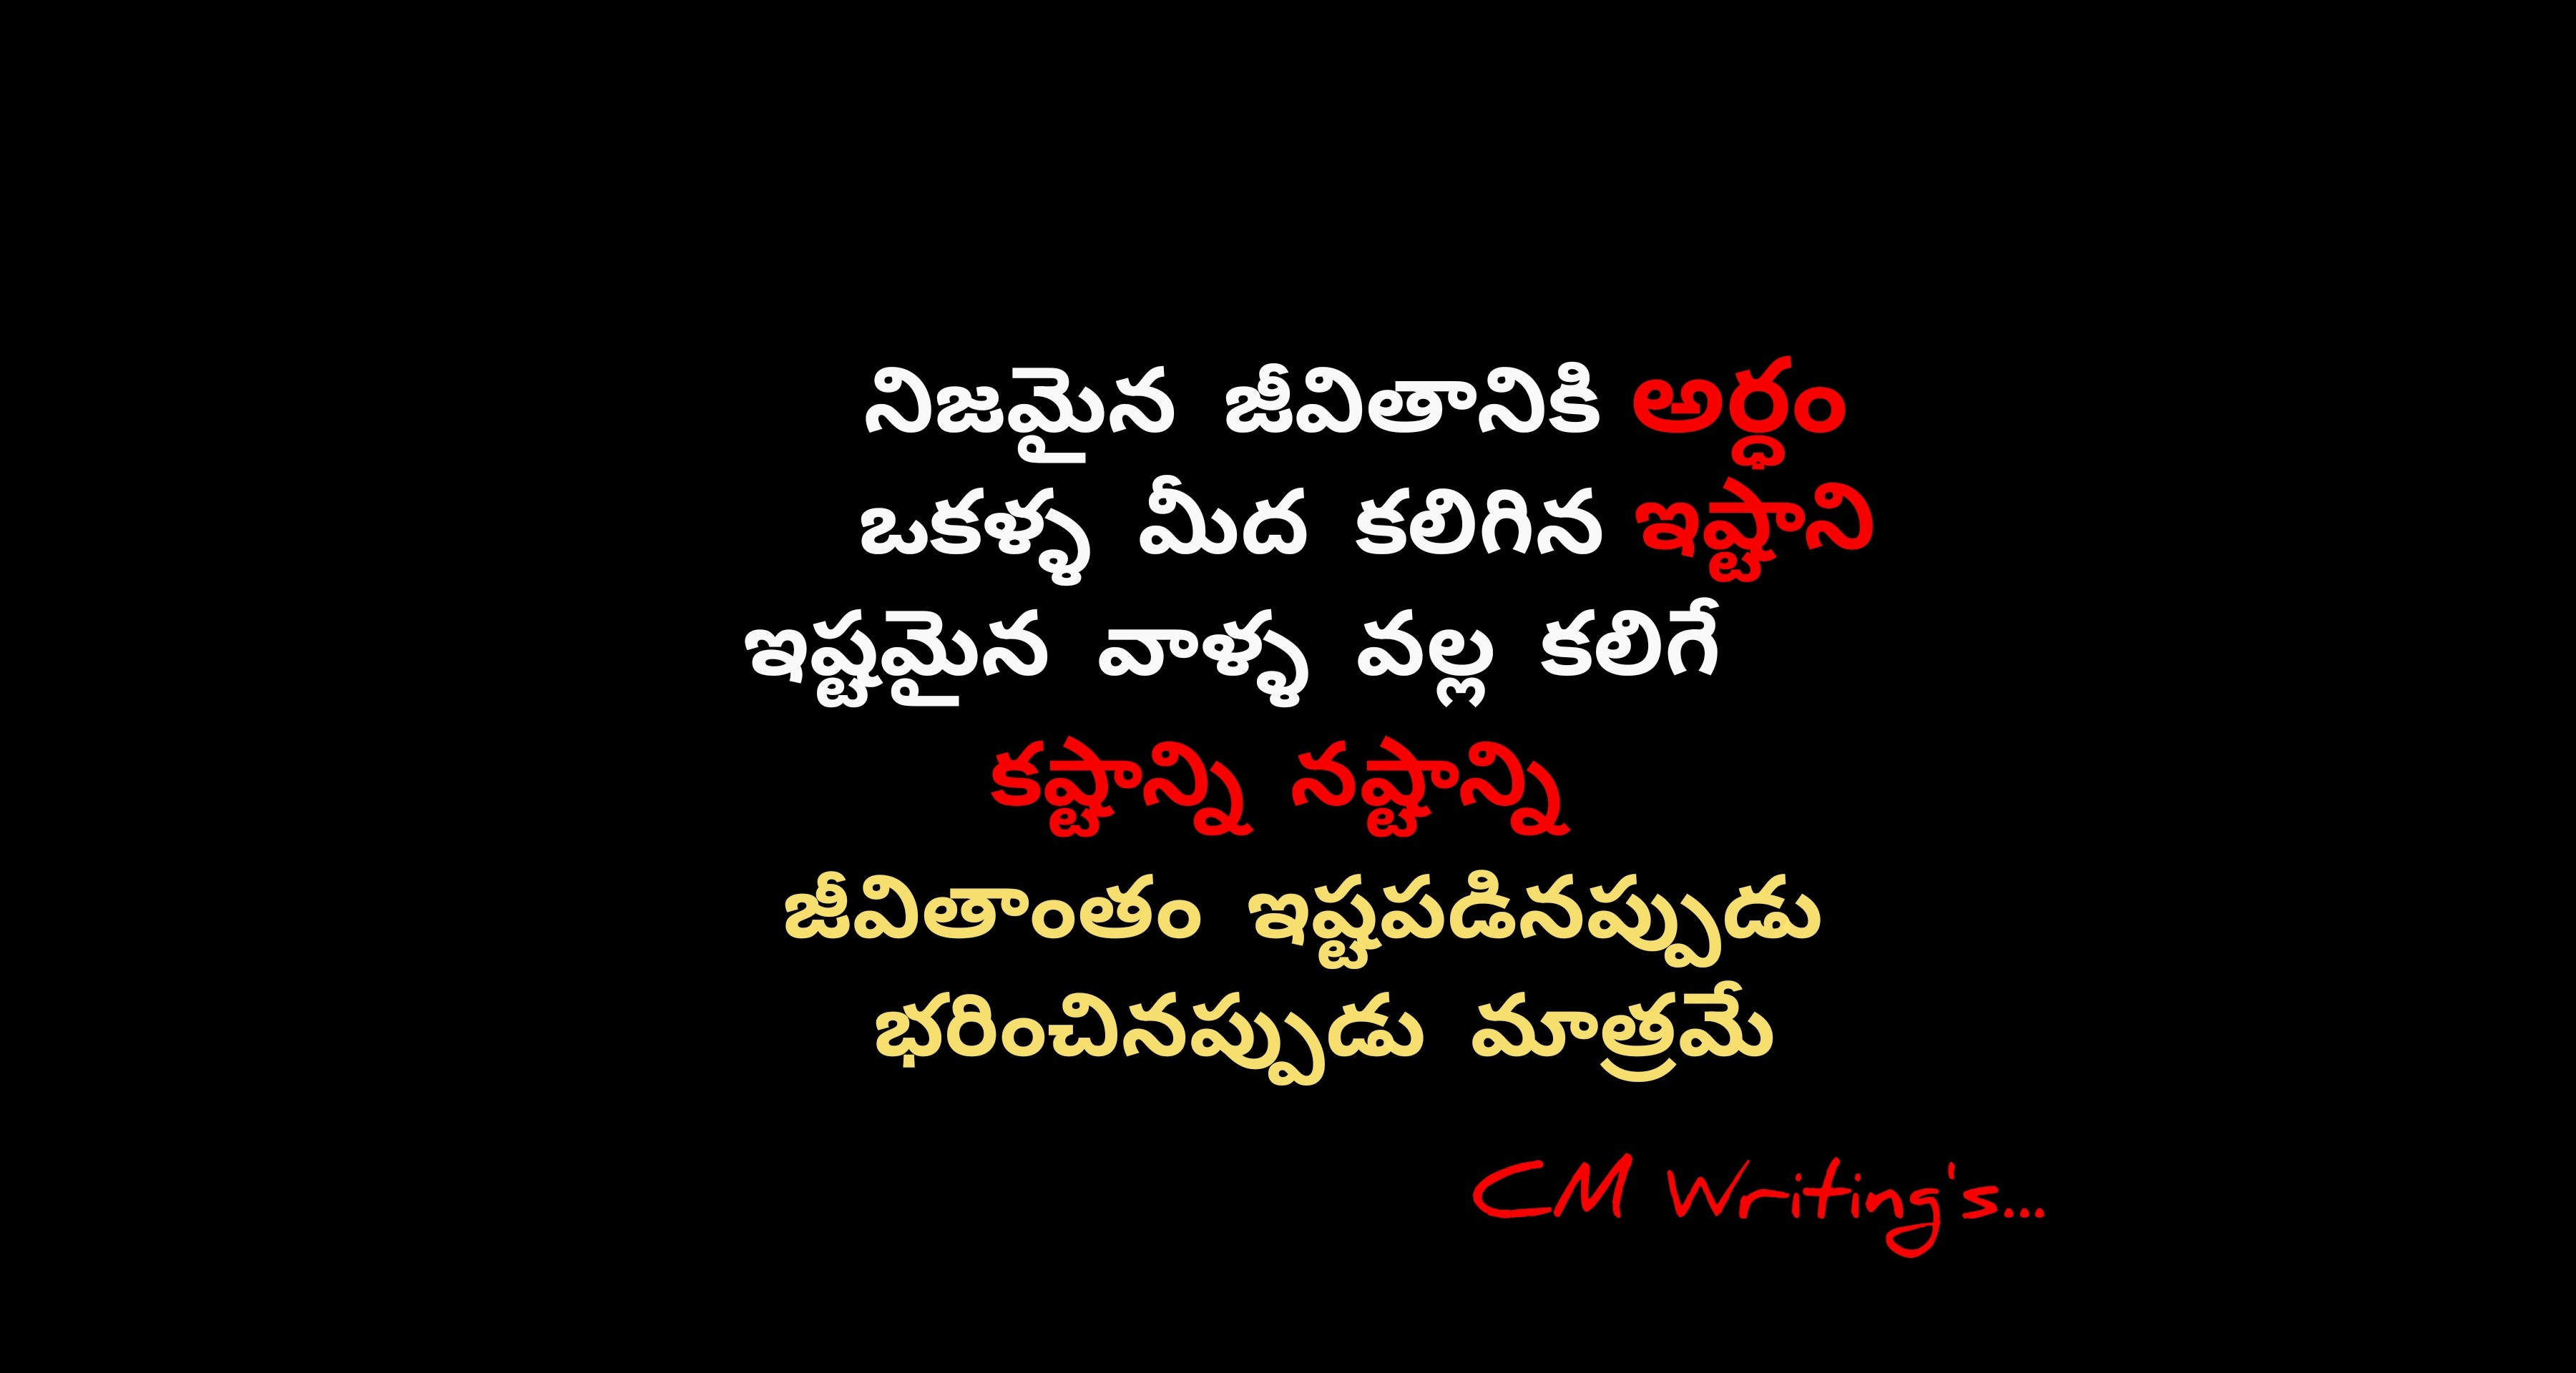 నిజమైన జీవితానికి అర్ధం
ఒకళ్ళ మీద కలిగిన ఇష్టాని
ఇష్టమైన వాళ్ళ వల్ల కలిగే
కష్టాన్ని నష్టాన్ని
జీవితాంతం ఇష్టపడినప్పుడు
భరించినప్పుడు మాత్రమే
CM Writing's...